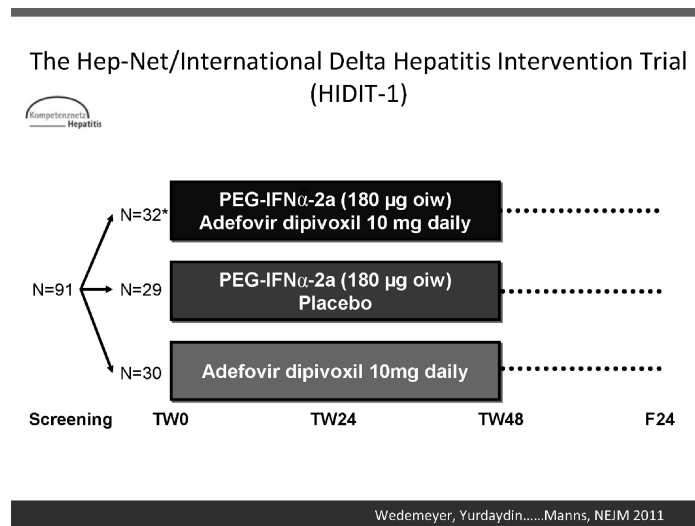 The Hep-Net/International Delta Hepatitis Intervention Trial
(HIDIT-1)
Kompetenznetz
Hepatitis
N=32*
PEG-IFNα-2a (180 µg oiw)
Adefovir dipivoxil 10 mg daily
N=91
N=29
PEG-IFNα-2a (180 µg oiw)
Placebo
N=30
Adefovir dipivoxil 10mg daily
Screening TW0 TW24 TW48 F24
Wedemeyer, Yurdaydin......Manns, NEJM 2011